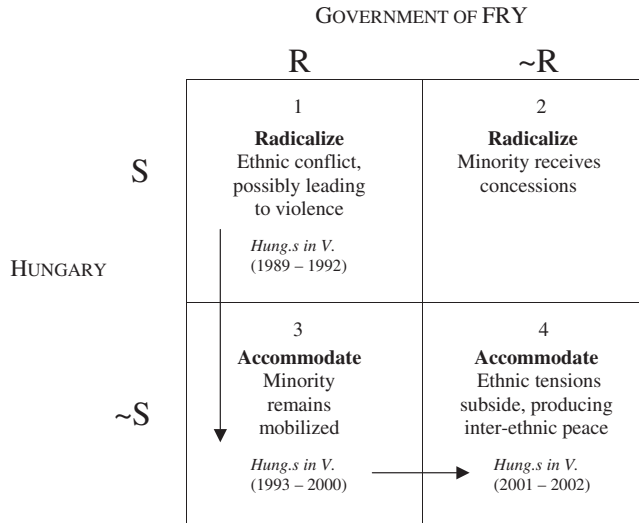 GOVERNMENT OF FRY
R
~R
S
HUNGARY
~S
1
Radicalize
Ethnic conflict,
possibly leading
to violence
Hung.s in V.
(1989 – 1992)
2
Radicalize
Minority receives
concessions
3
Accommodate
Minority
remains
mobilized
Hung.s in V.
(1993 – 2000)
4
Accommodate
Ethnic tensions
subside, producing
inter-ethnic peace
Hung.s in V.
(2001 – 2002)